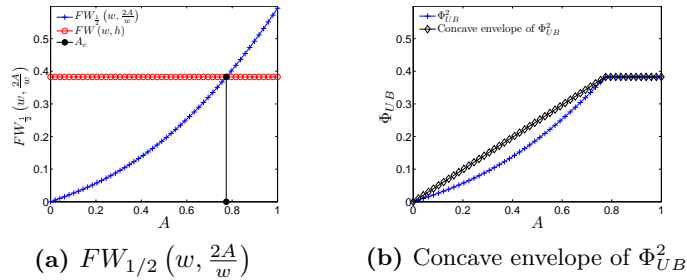 FW_{1/2}(w, 2A/w)
FW(w, h)
A_c
FW_{1/2}(w, 2A/w)
0.5
0.4
0.3
0.2
0.1
0
0 0.2 0.4 0.6 0.8 1
A
(a) FW_{1/2}(w, 2A/w)
Φ²_{UB}
Concave envelope of Φ²_{UB}
Φ_{UB}
0.5
0.4
0.3
0.2
0.1
0
0 0.2 0.4 0.6 0.8 1
A
(b) Concave envelope of Φ²_{UB}